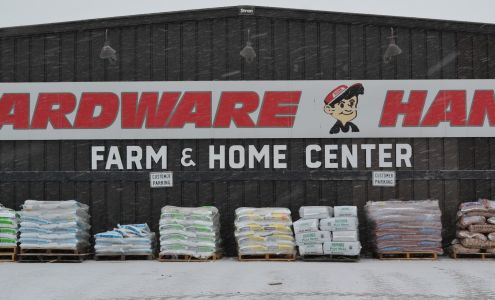 ARDWARE HAN
FARM & HOME CENTER
CUSTOMER PARKING
CUSTOMER PARKING